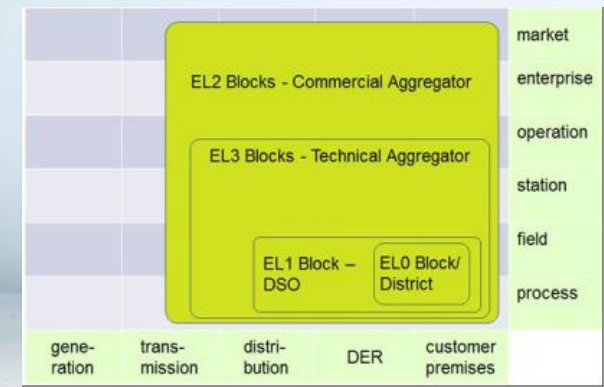 market
EL2 Blocks - Commercial Aggregator
enterprise
operation
EL3 Blocks - Technical Aggregator
station
field
EL1 Block –
DSO
EL0 Block/
District
process
gene-
ration
trans-
mission
distri-
bution
DER
customer
premises